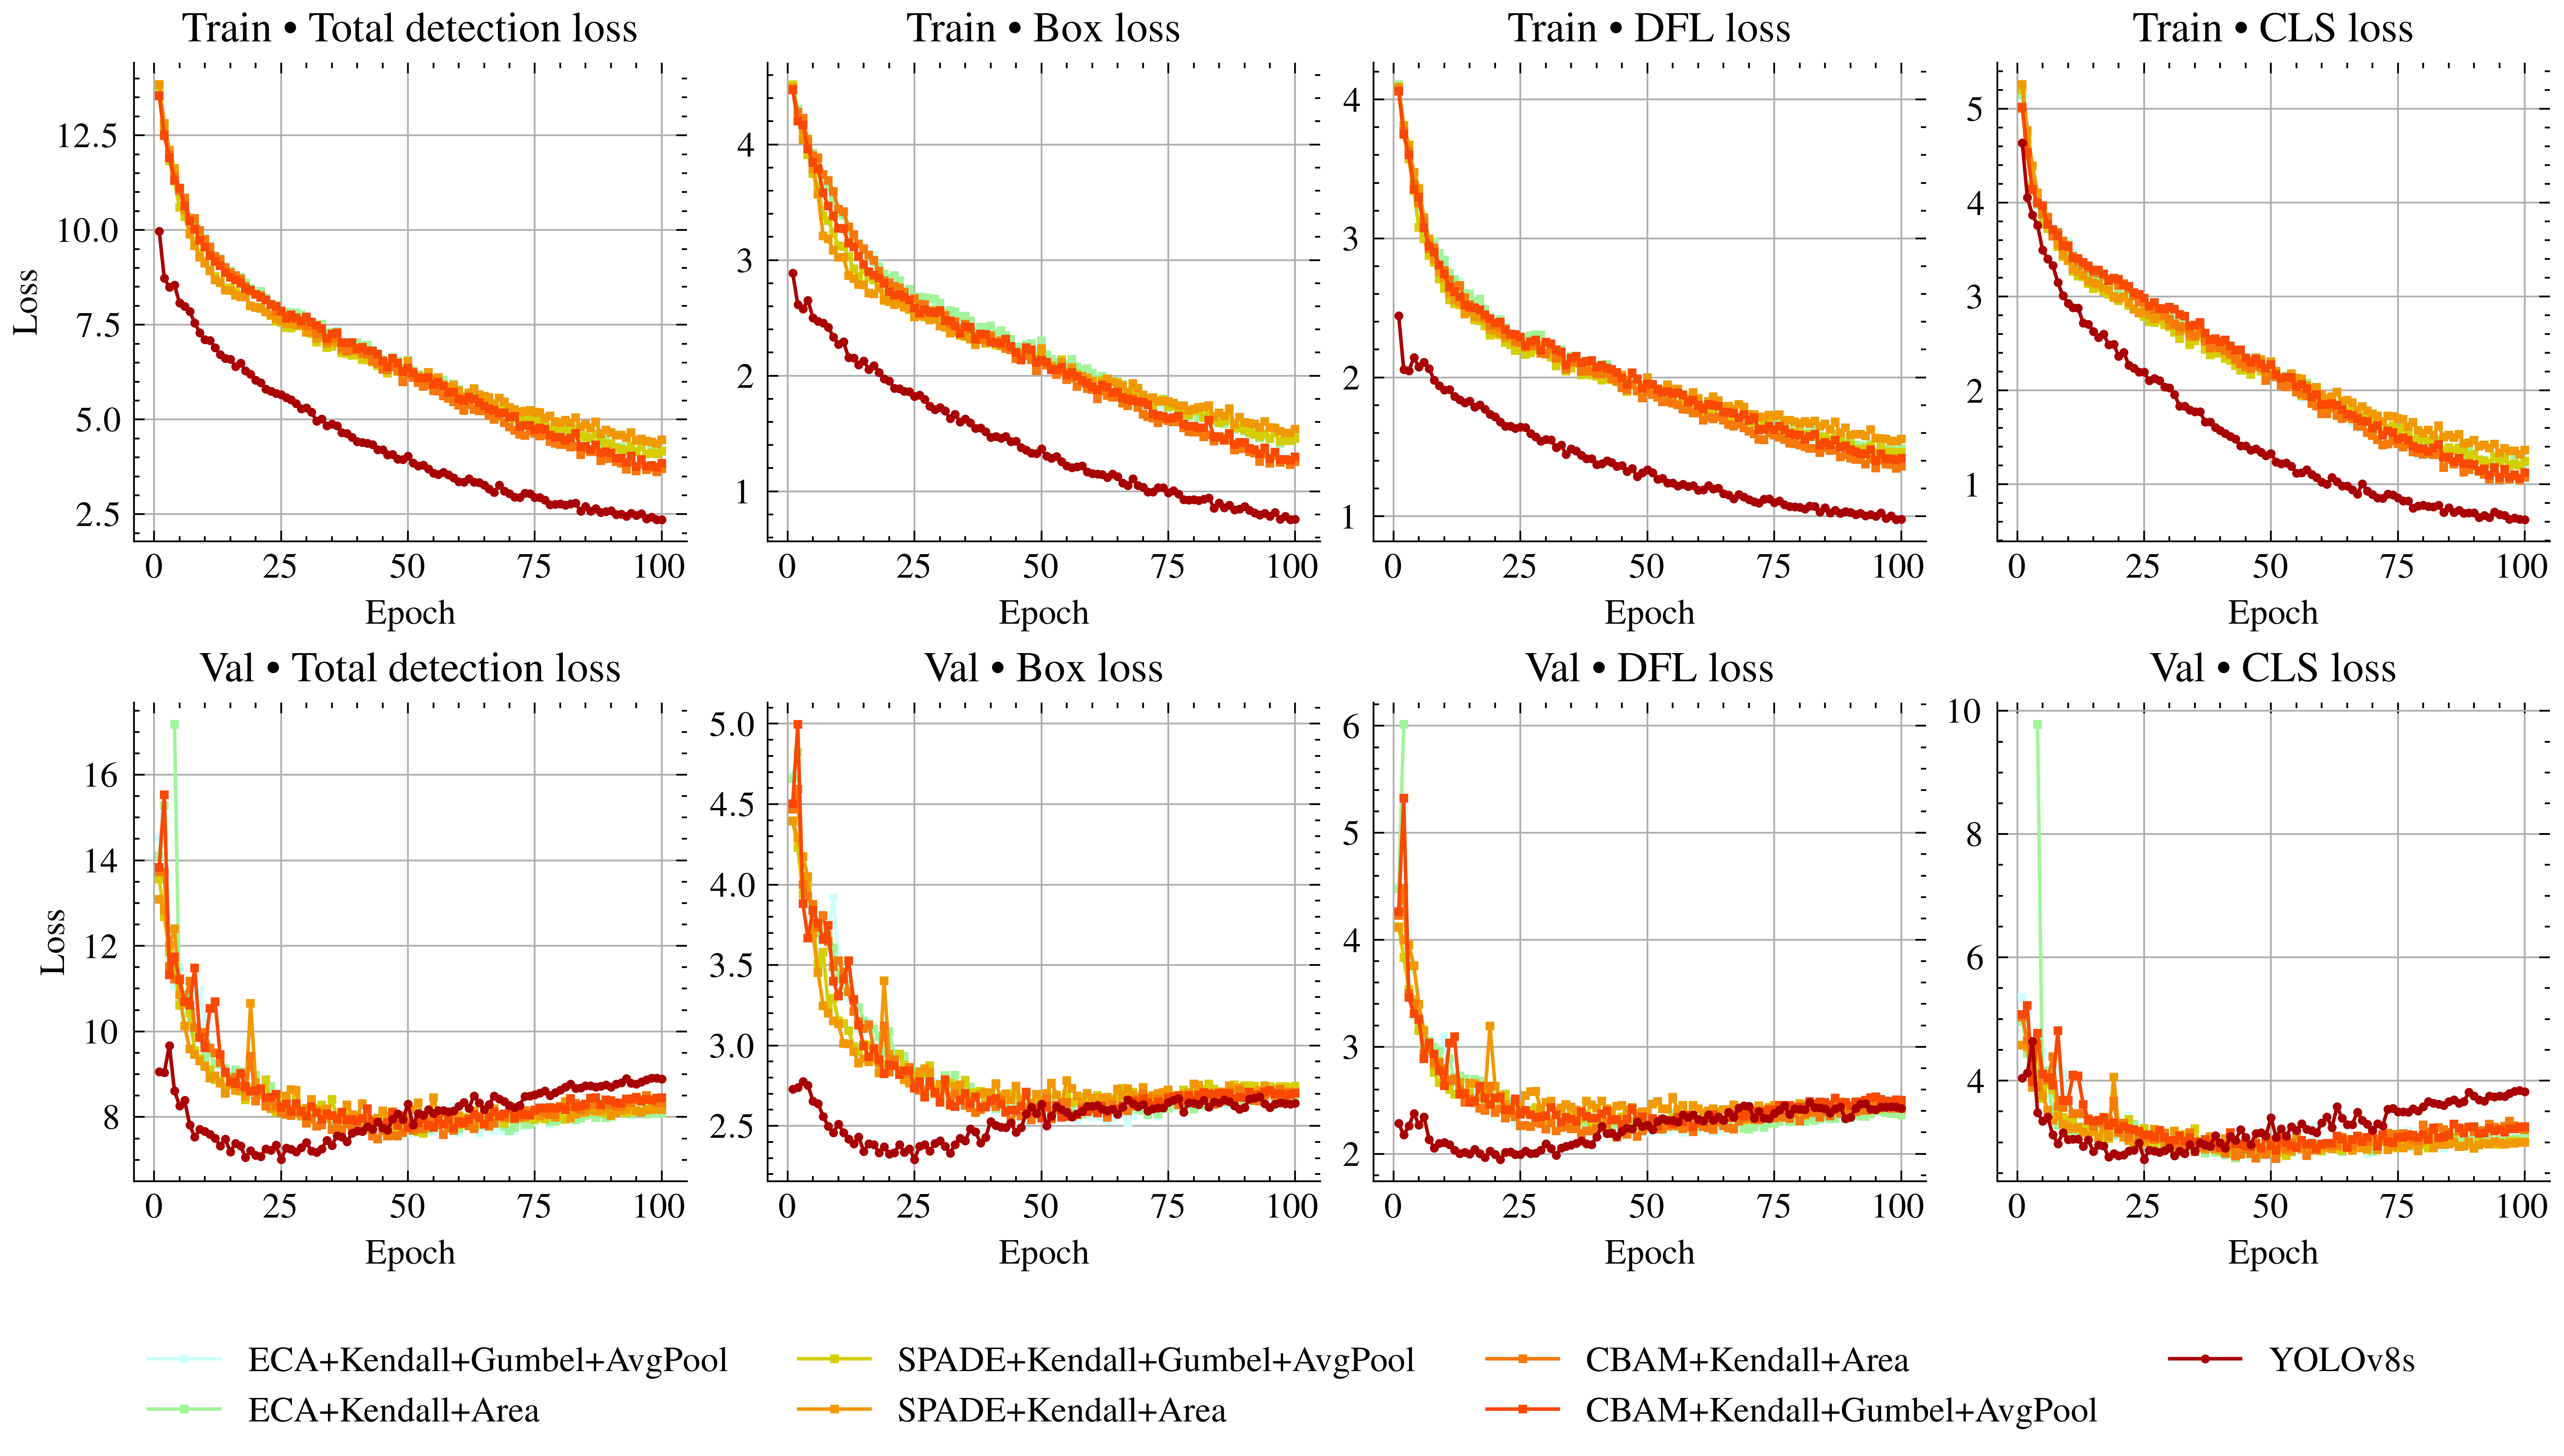 Train • Total detection loss
Train • Box loss
Train • DFL loss
Train • CLS loss
12.5
10.0
7.5
5.0
2.5
Loss
0 25 50 75 100
Epoch
4
3
2
1
0 25 50 75 100
Epoch
4
3
2
1
0 25 50 75 100
Epoch
5
4
3
2
1
0 25 50 75 100
Epoch
Val • Total detection loss
Val • Box loss
Val • DFL loss
Val • CLS loss
16
14
12
10
8
Loss
0 25 50 75 100
Epoch
5.0
4.5
4.0
3.5
3.0
2.5
0 25 50 75 100
Epoch
6
5
4
3
2
0 25 50 75 100
Epoch
10
8
6
4
0 25 50 75 100
Epoch
ECA+Kendall+Gumbel+AvgPool
ECA+Kendall+Area
SPADE+Kendall+Gumbel+AvgPool
SPADE+Kendall+Area
CBAM+Kendall+Area
CBAM+Kendall+Gumbel+AvgPool
YOLOv8s